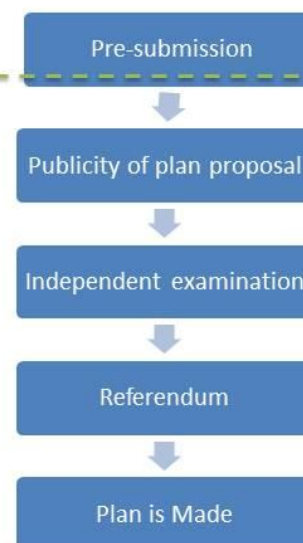 Pre-submission
Publicity of plan proposal
Independent examination
Referendum
Plan is Made